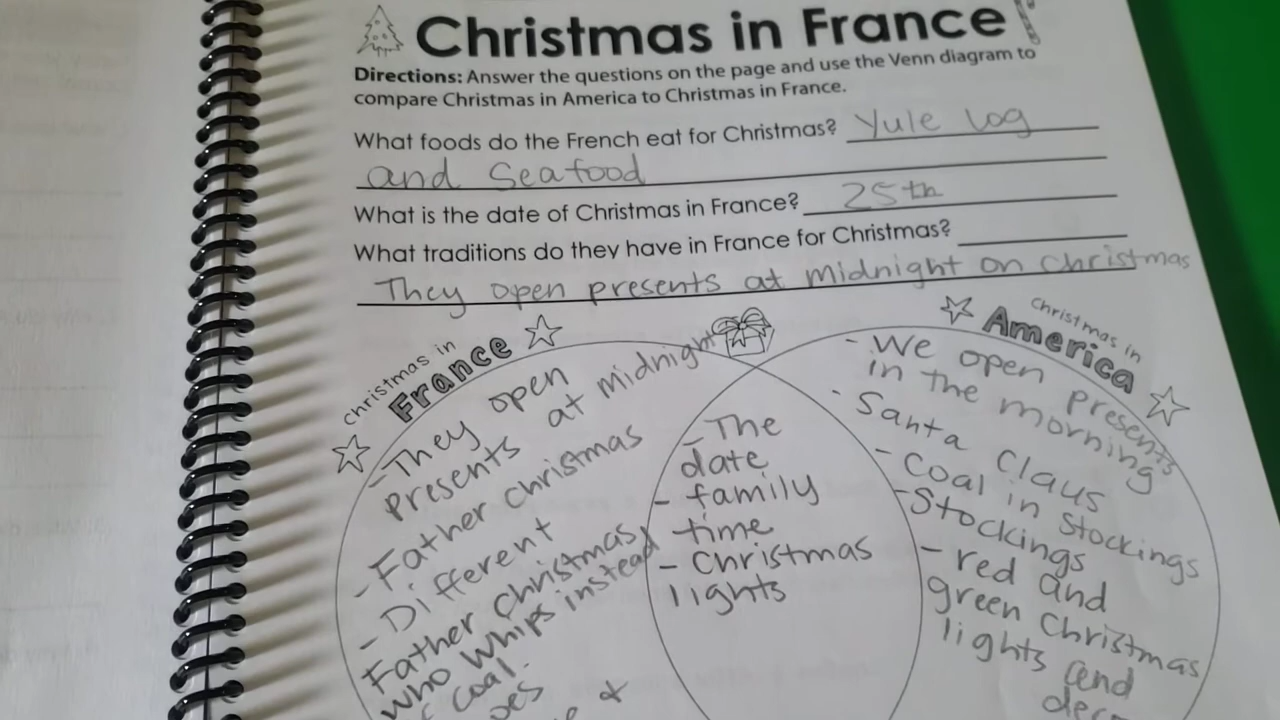 Christmas in France
Directions: Answer the questions on the page and use the Venn diagram to
compare Christmas in America to Christmas in France.
What foods do the French eat for Christmas? Yule log
and Seafood
What is the date of Christmas in France? 25th
What traditions do they have in France for Christmas?
They open presents at midnight on Christmas
Christmas in
France
- They open
presents at midnight
- Father Christmas
- Different
Father Christmas
who whips instead
coal.
- The
date
- family
time
- Christmas
lights
Christmas in
America
- We open presents
in the morning
- Santa Claus
- Coal in stockings
- Stockings
- red and
green Christmas
lights and